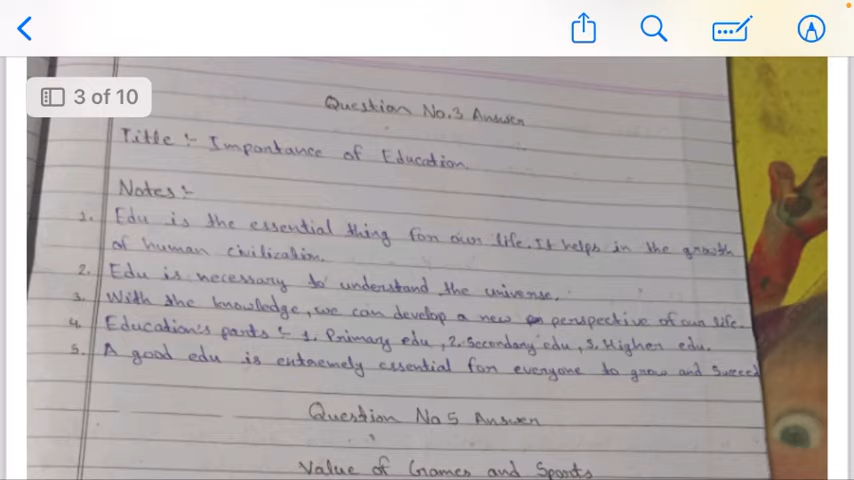 3 of 10
Question No.3 Answer
Title :- Importance of Education.
Notes :-
1. Edu is the essential thing for our life. It helps in the growth
of human civilization.
2. Edu is necessary to understand the universe.
3. With the knowledge, we can develop a new perspective of our life.
4. Education's parts :- 1. Primary edu, 2. Secondary edu, 3. Higher edu.
5. A good edu is extremely essential for everyone to grow and succeed
Question No 5 Answer
Value of Games and Sports